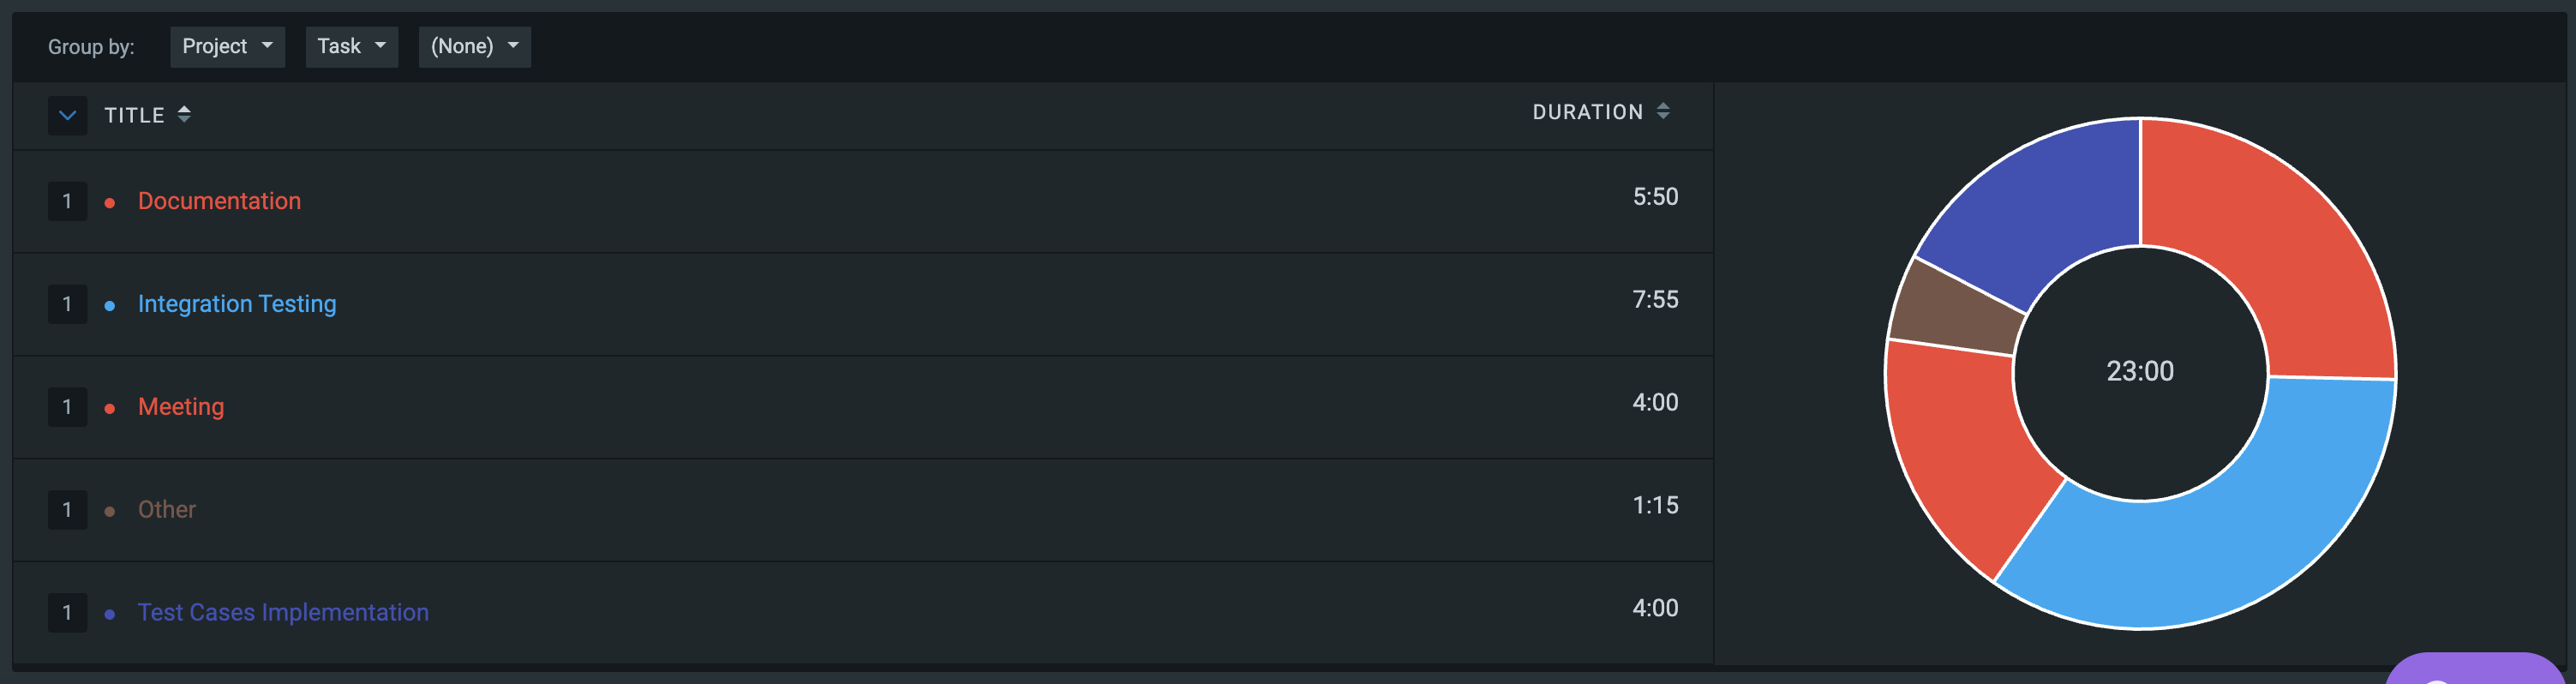 Group by: Project Task (None)
TITLE DURATION
1 Documentation 5:50
1 Integration Testing 7:55
1 Meeting 4:00
1 Other 1:15
1 Test Cases Implementation 4:00
23:00